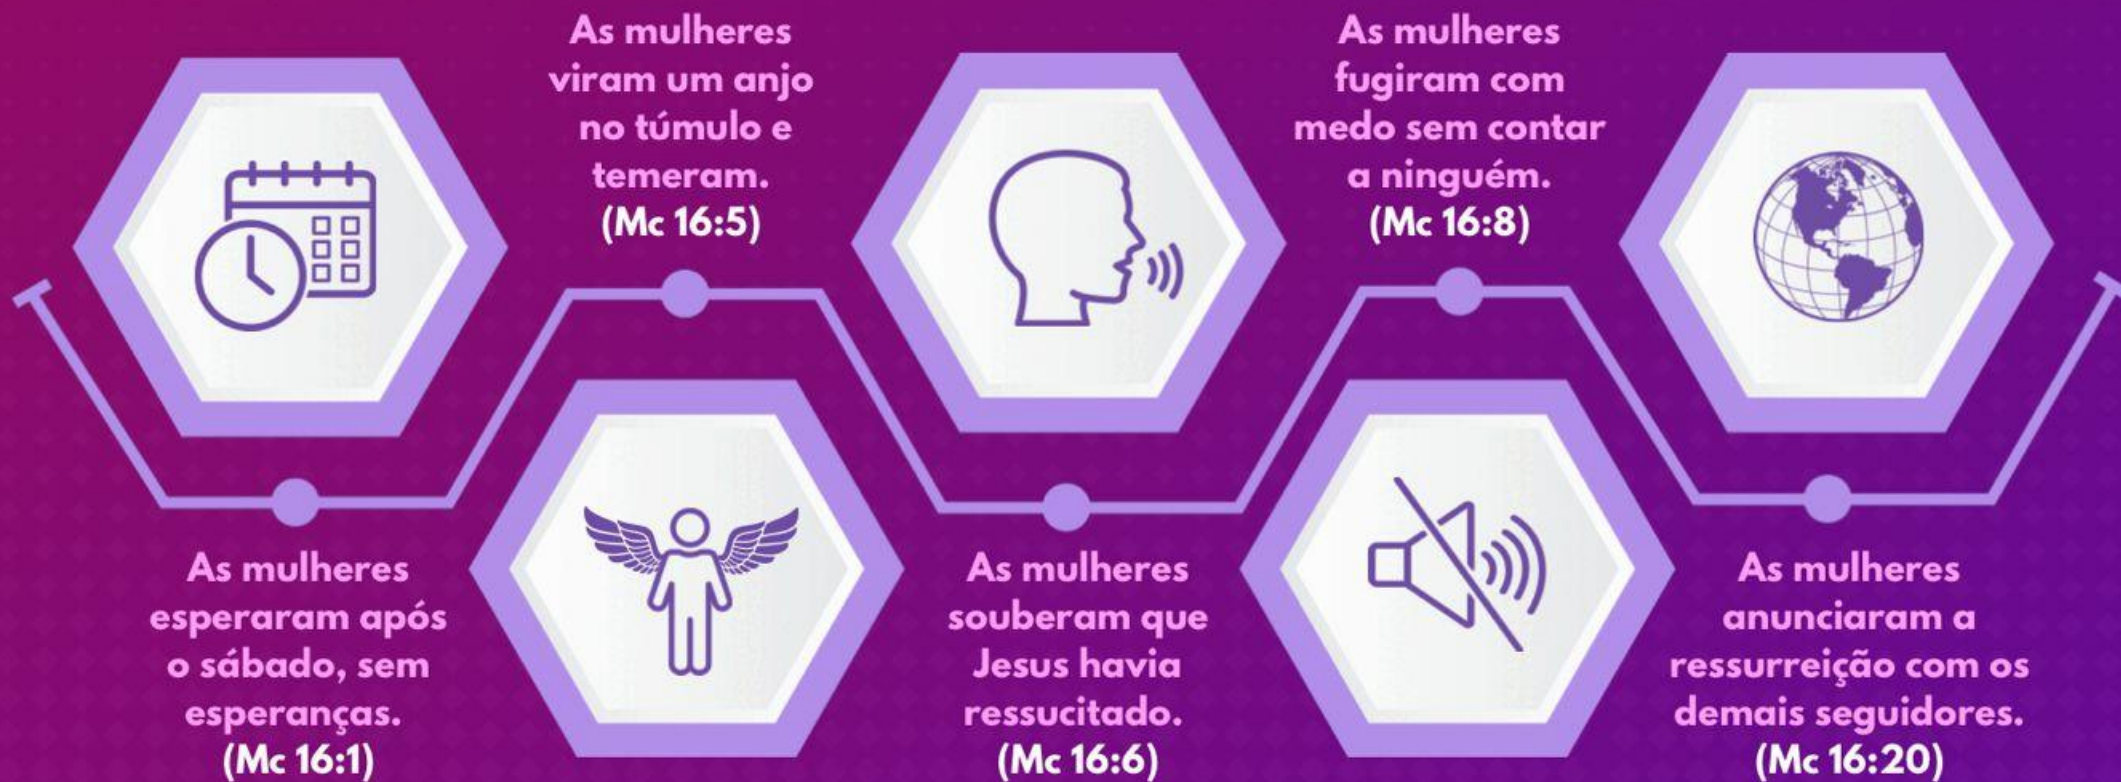 As mulheres
esperaram após
o sábado, sem
esperanças.
(Mc 16:1)
As mulheres
viram um anjo
no túmulo e
temeram.
(Mc 16:5)
As mulheres
souberam que
Jesus havia
ressucitado.
(Mc 16:6)
As mulheres
fugiram com
medo sem contar
a ninguém.
(Mc 16:8)
As mulheres
anunciaram a
ressurreição com os
demais seguidores.
(Mc 16:20)